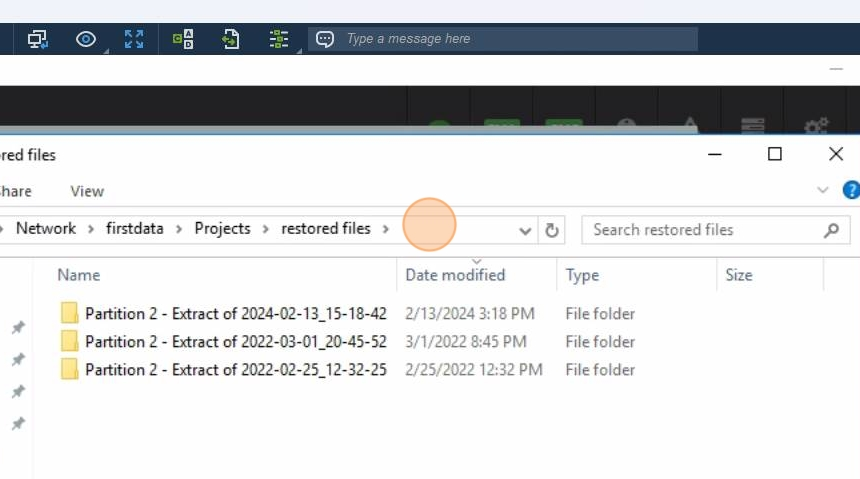 Type a message here
red files
hare View
Network > firstdata > Projects > restored files >
Search restored files
Name Date modified Type Size
Partition 2 - Extract of 2024-02-13_15-18-42 2/13/2024 3:18 PM File folder
Partition 2 - Extract of 2022-03-01_20-45-52 3/1/2022 8:45 PM File folder
Partition 2 - Extract of 2022-02-25_12-32-25 2/25/2022 12:32 PM File folder